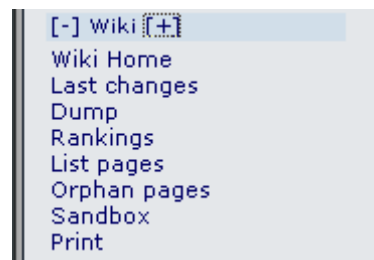 [-] Wiki [+]
Wiki Home
Last changes
Dump
Rankings
List pages
Orphan pages
Sandbox
Print